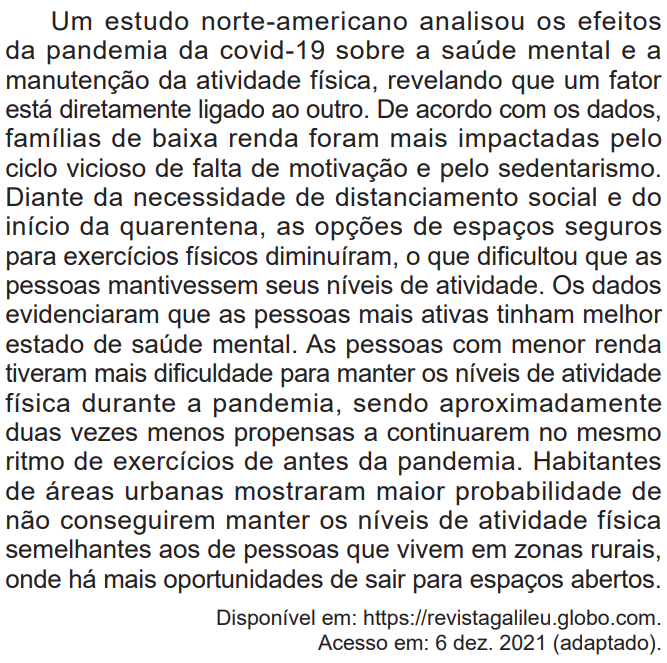 Um estudo norte-americano analisou os efeitos
da pandemia da covid-19 sobre a saúde mental e a
manutenção da atividade física, revelando que um fator
está diretamente ligado ao outro. De acordo com os dados,
famílias de baixa renda foram mais impactadas pelo
ciclo vicioso de falta de motivação e pelo sedentarismo.
Diante da necessidade de distanciamento social e do
início da quarentena, as opções de espaços seguros
para exercícios físicos diminuíram, o que dificultou que as
pessoas mantivessem seus níveis de atividade. Os dados
evidenciaram que as pessoas mais ativas tinham melhor
estado de saúde mental. As pessoas com menor renda
tiveram mais dificuldade para manter os níveis de atividade
física durante a pandemia, sendo aproximadamente
duas vezes menos propensas a continuarem no mesmo
ritmo de exercícios de antes da pandemia. Habitantes
de áreas urbanas mostraram maior probabilidade de
não conseguirem manter os níveis de atividade física
semelhantes aos de pessoas que vivem em zonas rurais,
onde há mais oportunidades de sair para espaços abertos.
Disponível em: https://revistagalileu.globo.com.
Acesso em: 6 dez. 2021 (adaptado).